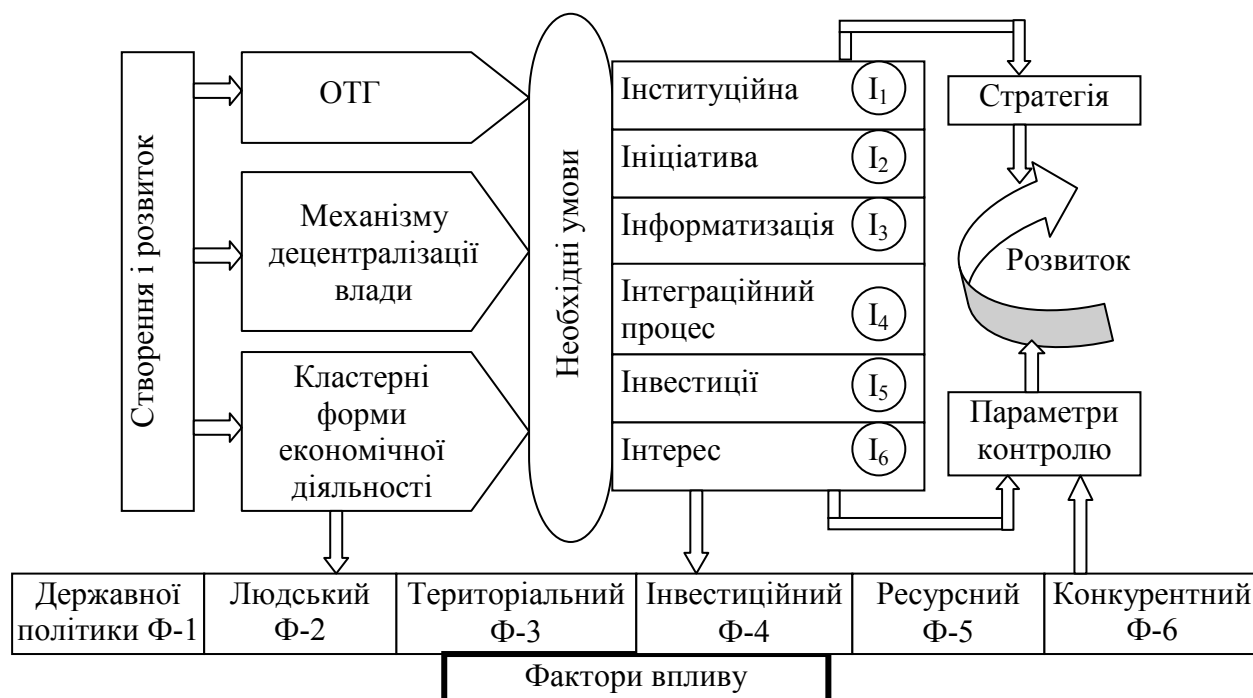 Створення і розвиток
ОТГ
Механізму
децентралізації
влади
Кластерні
форми
економічної
діяльності
Необхідні умови
Інституційна I1
Ініціатива I2
Інформатизація I3
Інтеграційний
процес I4
Інвестиції I5
Інтерес I6
Стратегія
Розвиток
Параметри
контролю
Державної
політики Ф-1
Людський
Ф-2
Територіальний
Ф-3
Інвестиційний
Ф-4
Ресурсний
Ф-5
Конкурентний
Ф-6
Фактори впливу